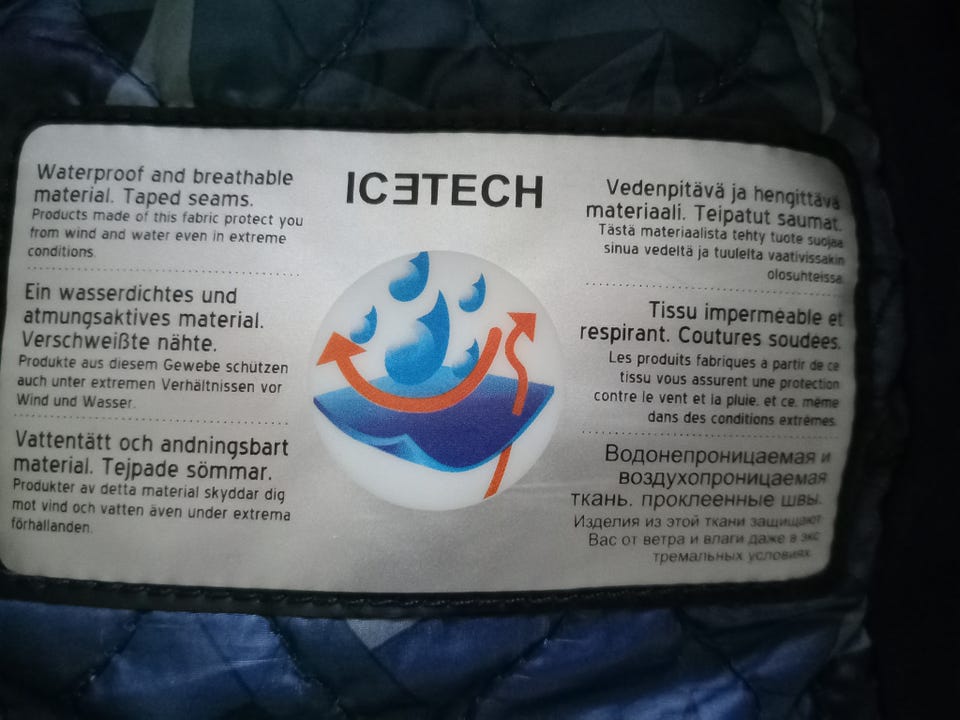 Waterproof and breathable
material. Taped seams.
Products made of this fabric protect you
from wind and water even in extreme
conditions.
Ein wasserdichtes und
atmungsaktives material.
Verschweißte nähte.
Produkte aus diesem Gewebe schützen
auch unter extremen Verhältnissen vor
Wind und Wasser.
Vattentätt och andningsbart
material. Tejpade sömmar.
Produkter av detta material skyddar dig
mot vind och vatten även under extrema
förhållanden.
ICƎTECH
Vedenpitävä ja hengittävä
materiaali. Teipatut saumat.
Tästä materiaalista tehty tuote suojaa
sinua vedeltä ja tuulelta vaativissakin
olosuhteissa.
Tissu imperméable et
respirant. Coutures soudées.
Les produits fabriques a partir de ce
tissu vous assurent une protection
contre le vent et la pluie, et ce, même
dans des conditions extrêmes.
Водонепроницаемая и
воздухопроницаемая
ткань. проклеенные швы.
Изделия из этой ткани защищают
Вас от ветра и влаги даже в экс
тремальных условиях.